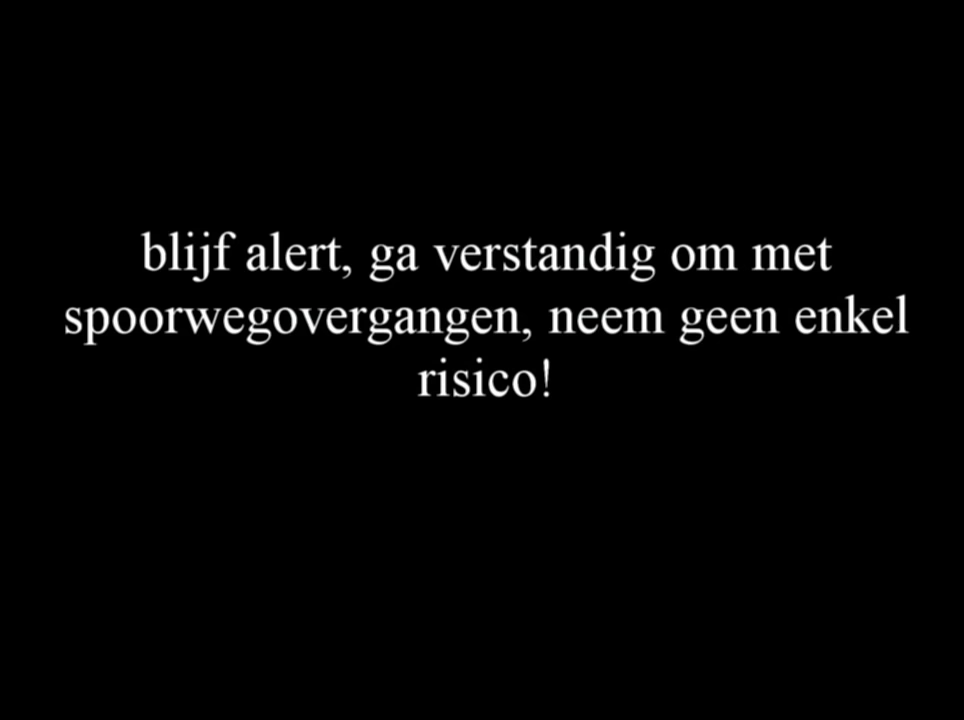 blijf alert, ga verstandig om met
spoorwegovergangen, neem geen enkel
risico!